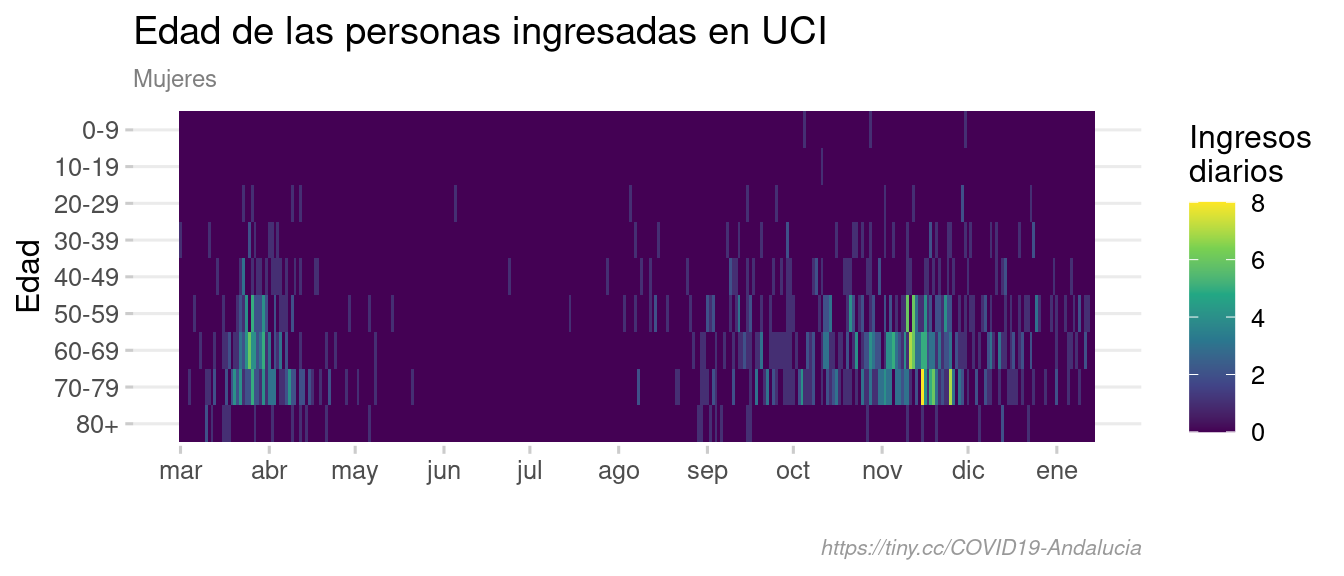 Edad de las personas ingresadas en UCI
Mujeres
Edad
0-9
10-19
20-29
30-39
40-49
50-59
60-69
70-79
80+
mar abr may jun jul ago sep oct nov dic ene
Ingresos
diarios
8
6
4
2
0
https://tiny.cc/COVID19-Andalucia